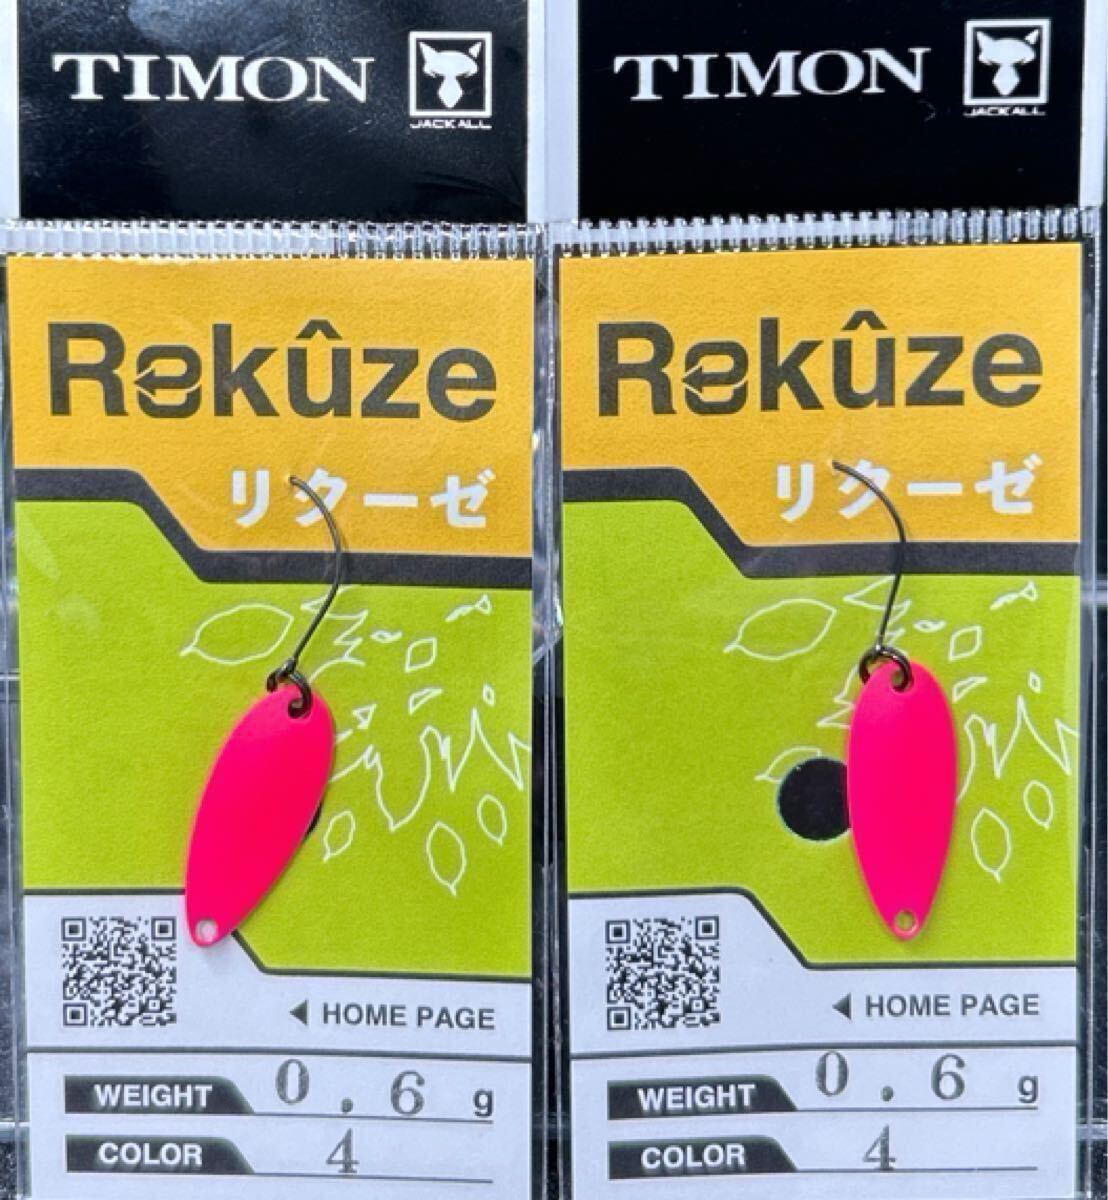 TIMON
JACKALL
Rekûze
リクーゼ
HOME PAGE
WEIGHT 0.6 g
COLOR 4
TIMON
JACKALL
Rekûze
リクーゼ
HOME PAGE
WEIGHT 0.6 g
COLOR 4